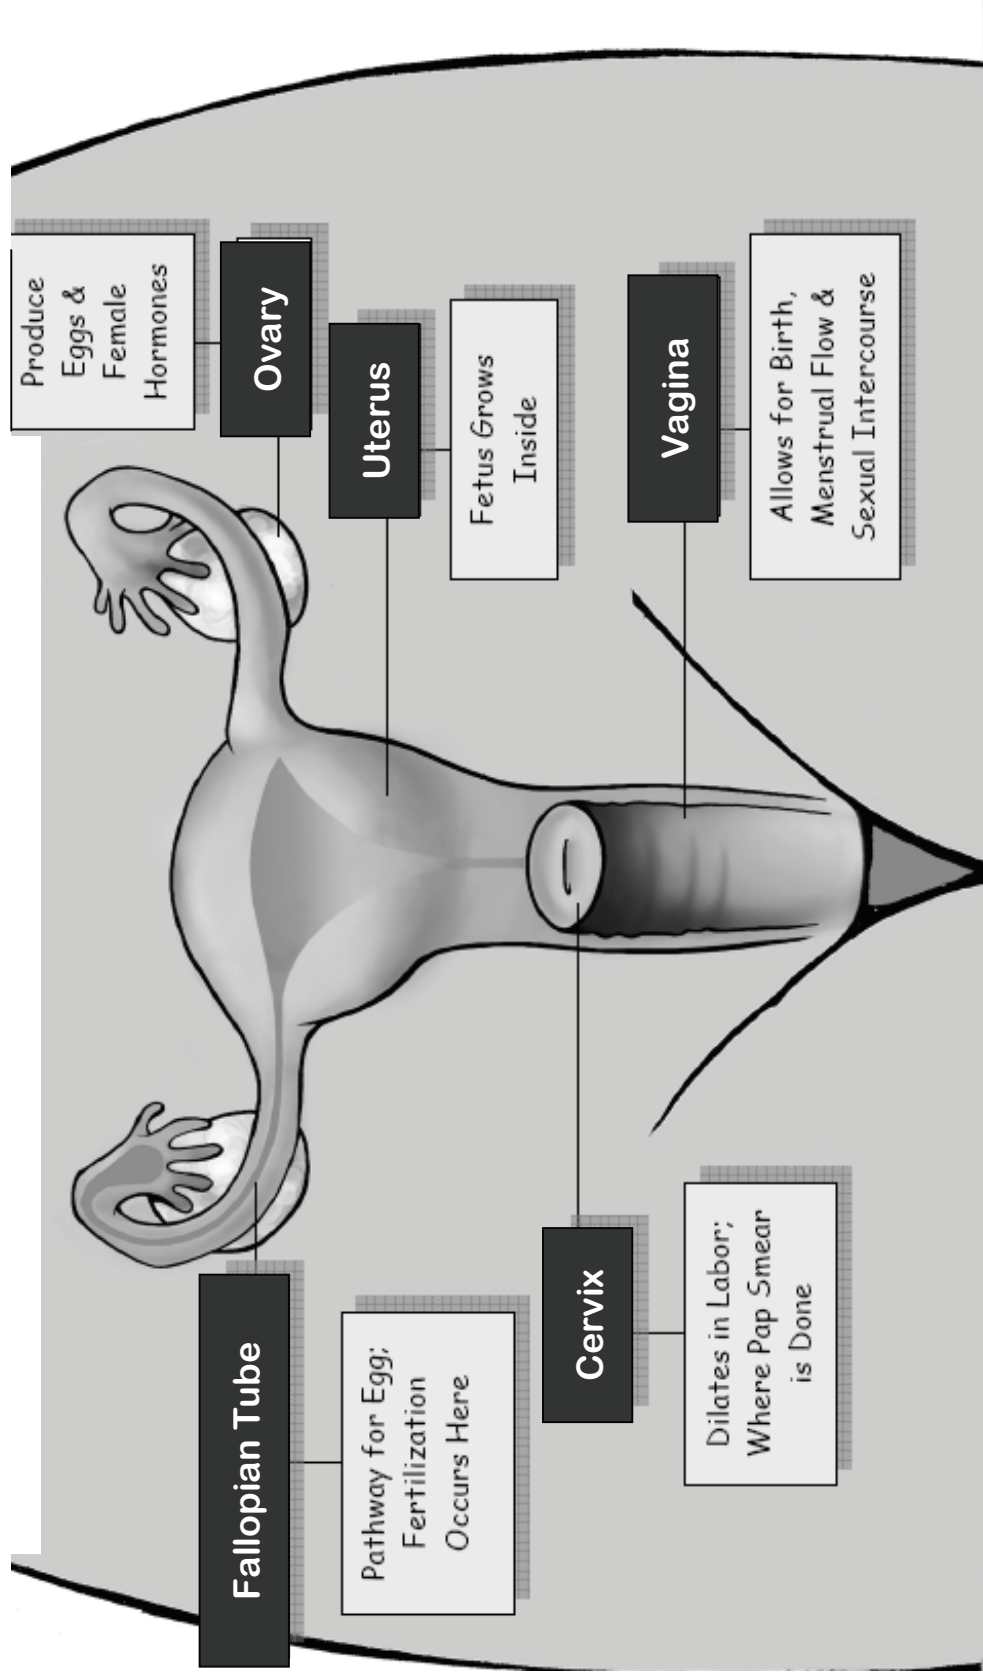 Fallopian Tube
Pathway for Egg;
Fertilization
Occurs Here
Cervix
Dilates in Labor;
Where Pap Smear
is Done
Produce
Eggs &
Female
Hormones
Ovary
Uterus
Fetus Grows
Inside
Vagina
Allows for Birth,
Menstrual Flow &
Sexual Intercourse